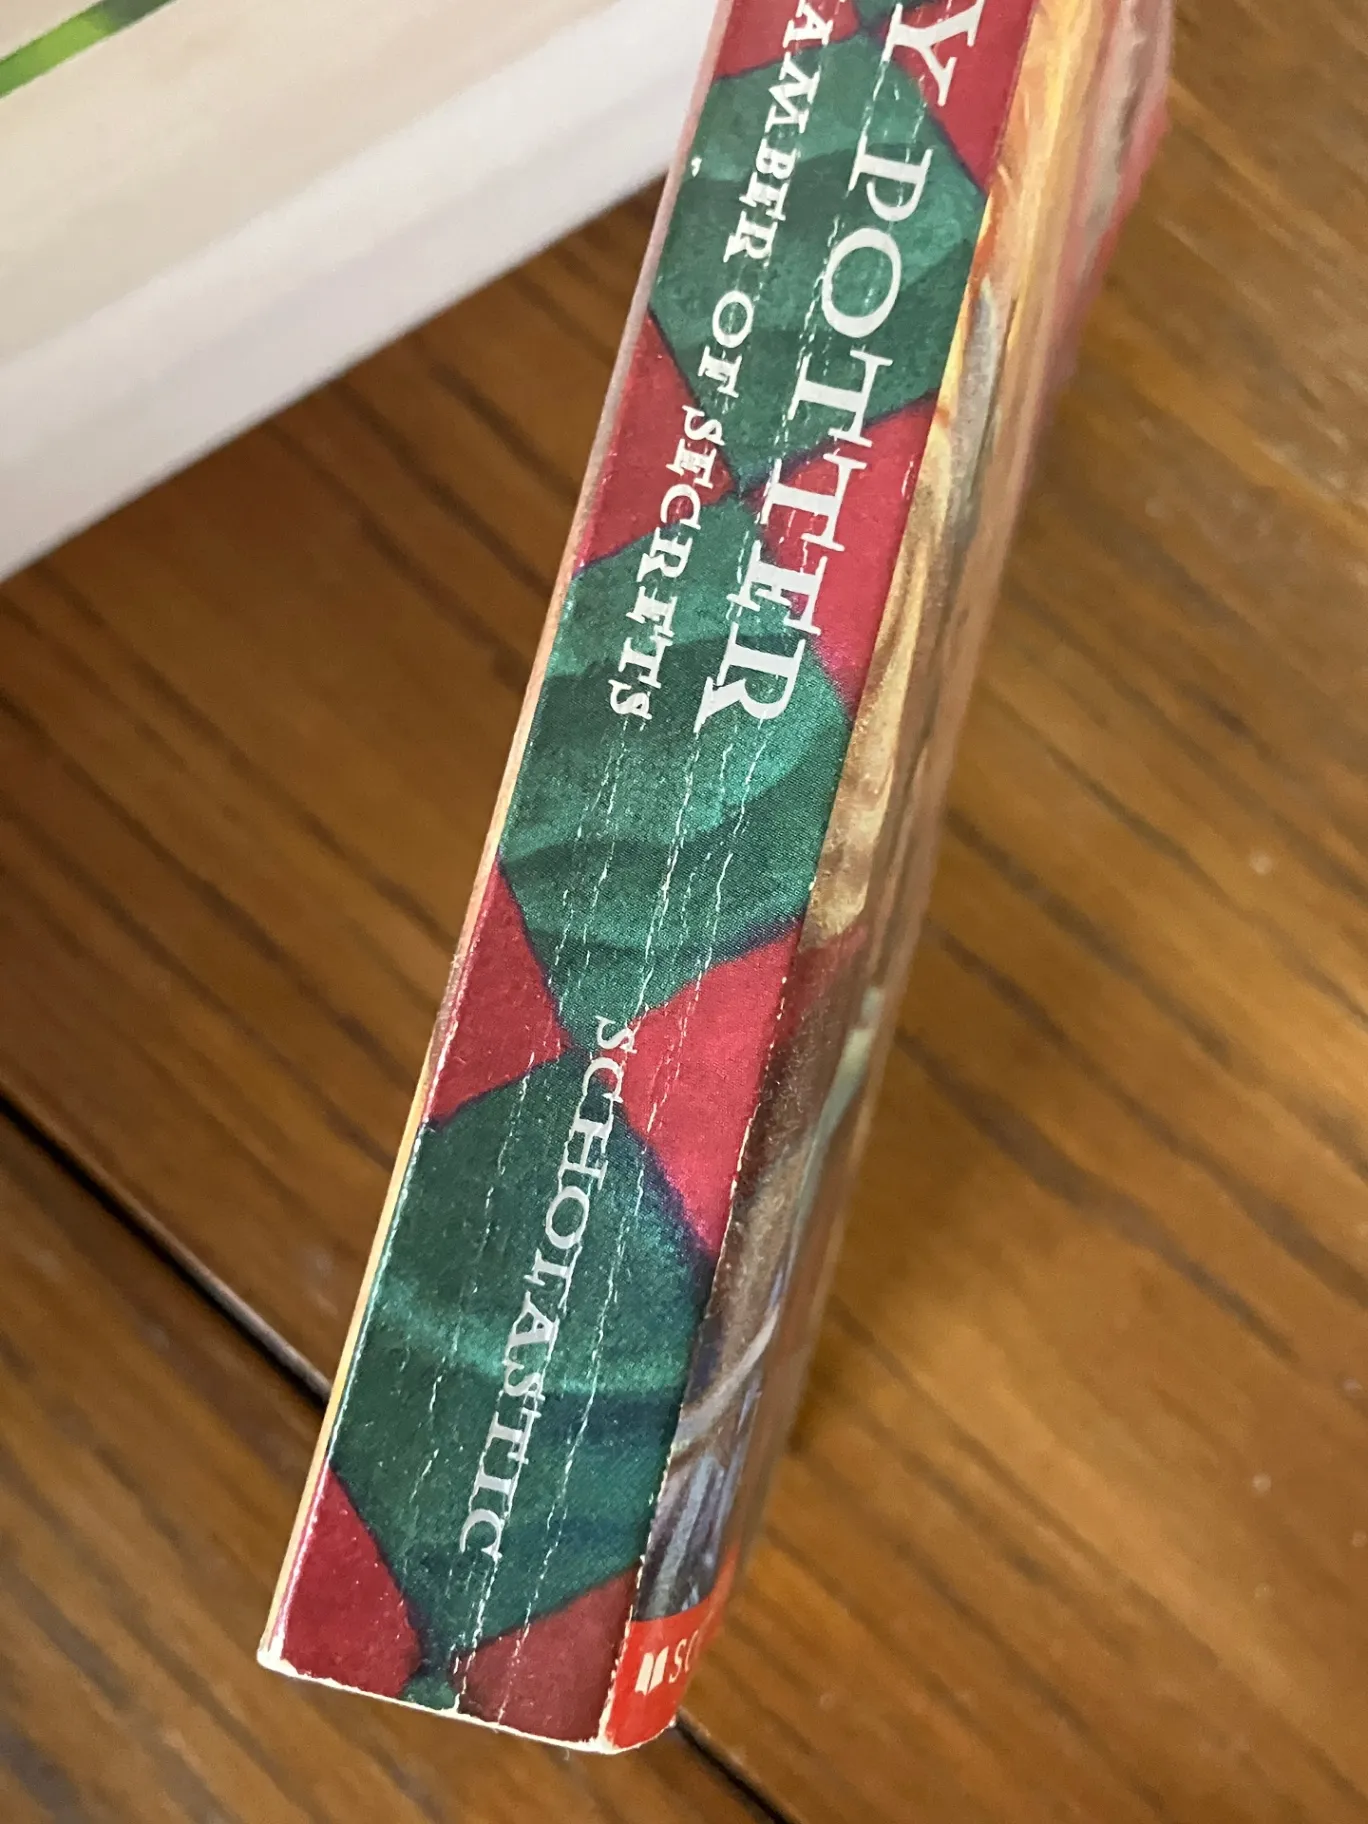 Y POTTER
AMBER OF SECRETS
SCHOLASTIC
SC